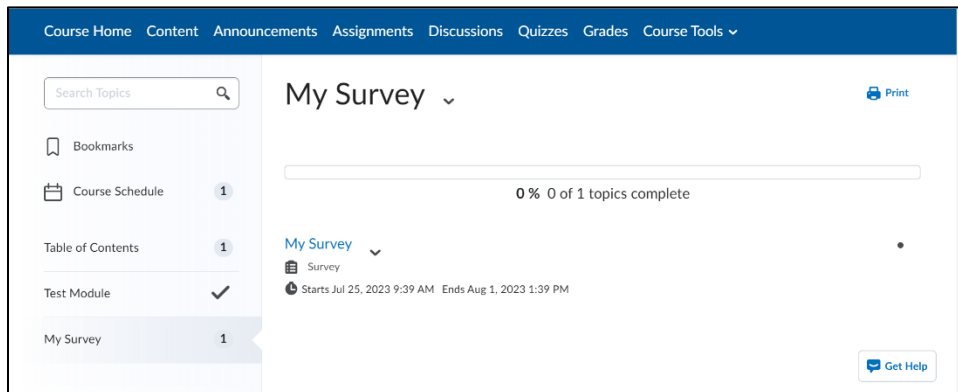 Course Home Content Announcements Assignments Discussions Quizzes Grades Course Tools
Search Topics
Bookmarks
Course Schedule 1
Table of Contents 1
Test Module
My Survey 1
My Survey
Print
0 % 0 of 1 topics complete
My Survey
Survey
Starts Jul 25, 2023 9:39 AM Ends Aug 1, 2023 1:39 PM
Get Help